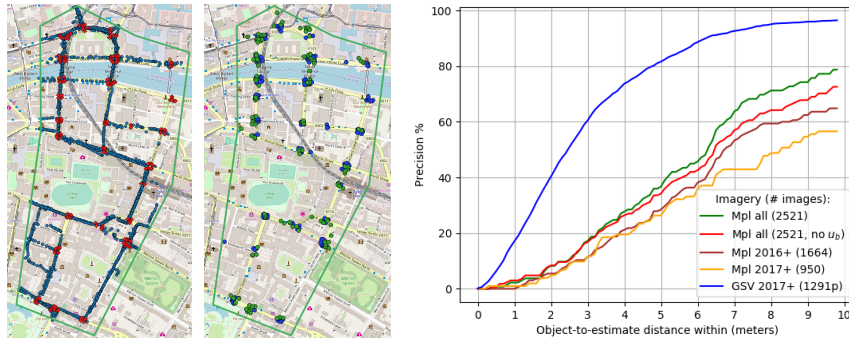 100
80
60
40
20
0
Precision %
0 1 2 3 4 5 6 7 8 9 10
Object-to-estimate distance within (meters)
Imagery (# images):
Mpl all (2521)
Mpl all (2521, no u_b)
Mpl 2016+ (1664)
Mpl 2017+ (950)
GSV 2017+ (1291p)